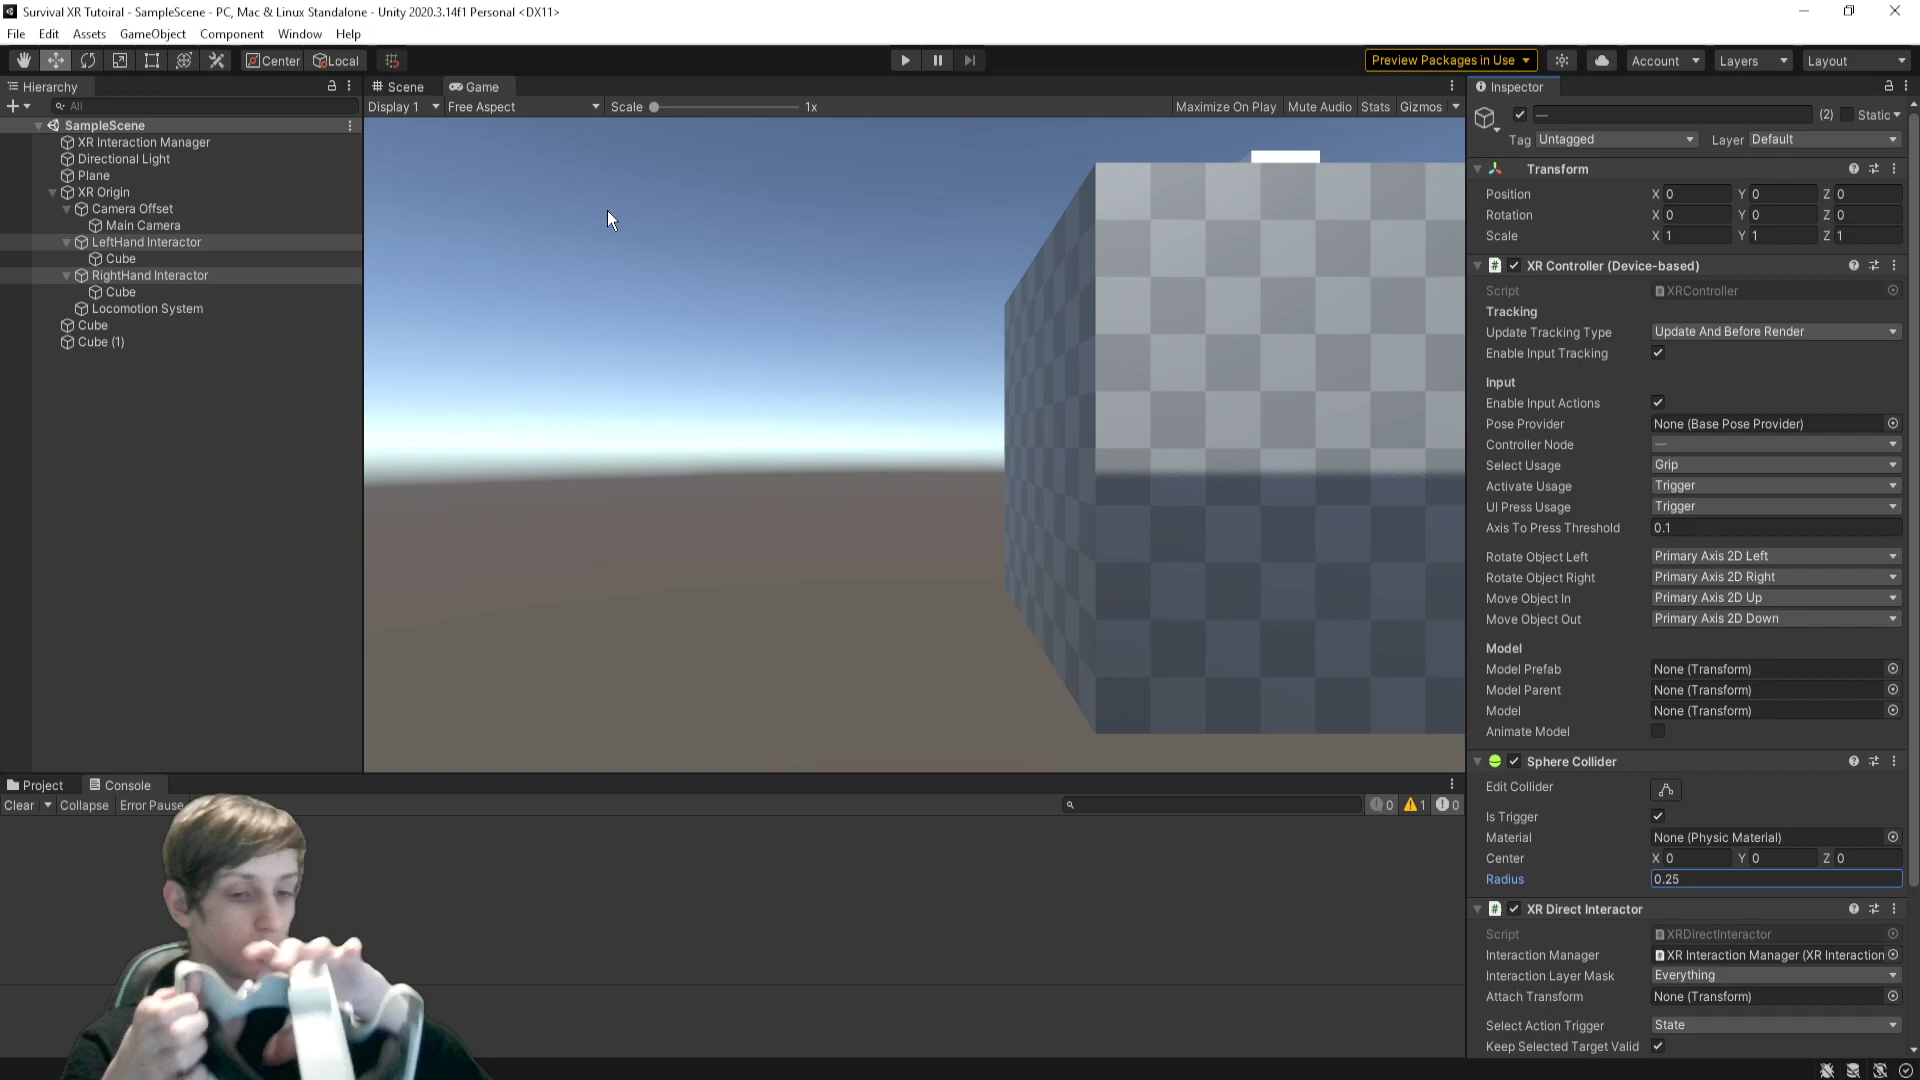 Survival XR Tutoiral - SampleScene - PC, Mac & Linux Standalone - Unity 2020.3.14f1 Personal <DX11>
File Edit Assets GameObject Component Window Help
Center Local Preview Packages in Use Account Layers Layout
Hierarchy
All
SampleScene
XR Interaction Manager
Directional Light
Plane
XR Origin
Camera Offset
Main Camera
LeftHand Interactor
Cube
RightHand Interactor
Cube
Locomotion System
Cube
Cube (1)
Scene Game
Display 1 Free Aspect Scale 1x Maximize On Play Mute Audio Stats Gizmos
Project Console
Clear Collapse Error Pause 0 1 0
Inspector
— (2) Static
Tag Untagged Layer Default
Transform
Position X 0 Y 0 Z 0
Rotation X 0 Y 0 Z 0
Scale X 1 Y 1 Z 1
XR Controller (Device-based)
Script XRController
Tracking
Update Tracking Type Update And Before Render
Enable Input Tracking
Input
Enable Input Actions
Pose Provider None (Base Pose Provider)
Controller Node —
Select Usage Grip
Activate Usage Trigger
UI Press Usage Trigger
Axis To Press Threshold 0.1
Rotate Object Left Primary Axis 2D Left
Rotate Object Right Primary Axis 2D Right
Move Object In Primary Axis 2D Up
Move Object Out Primary Axis 2D Down
Model
Model Prefab None (Transform)
Model Parent None (Transform)
Model None (Transform)
Animate Model
Sphere Collider
Edit Collider
Is Trigger
Material None (Physic Material)
Center X 0 Y 0 Z 0
Radius 0.25
XR Direct Interactor
Script XRDirectInteractor
Interaction Manager XR Interaction Manager (XR Interaction
Interaction Layer Mask Everything
Attach Transform None (Transform)
Select Action Trigger State
Keep Selected Target Valid